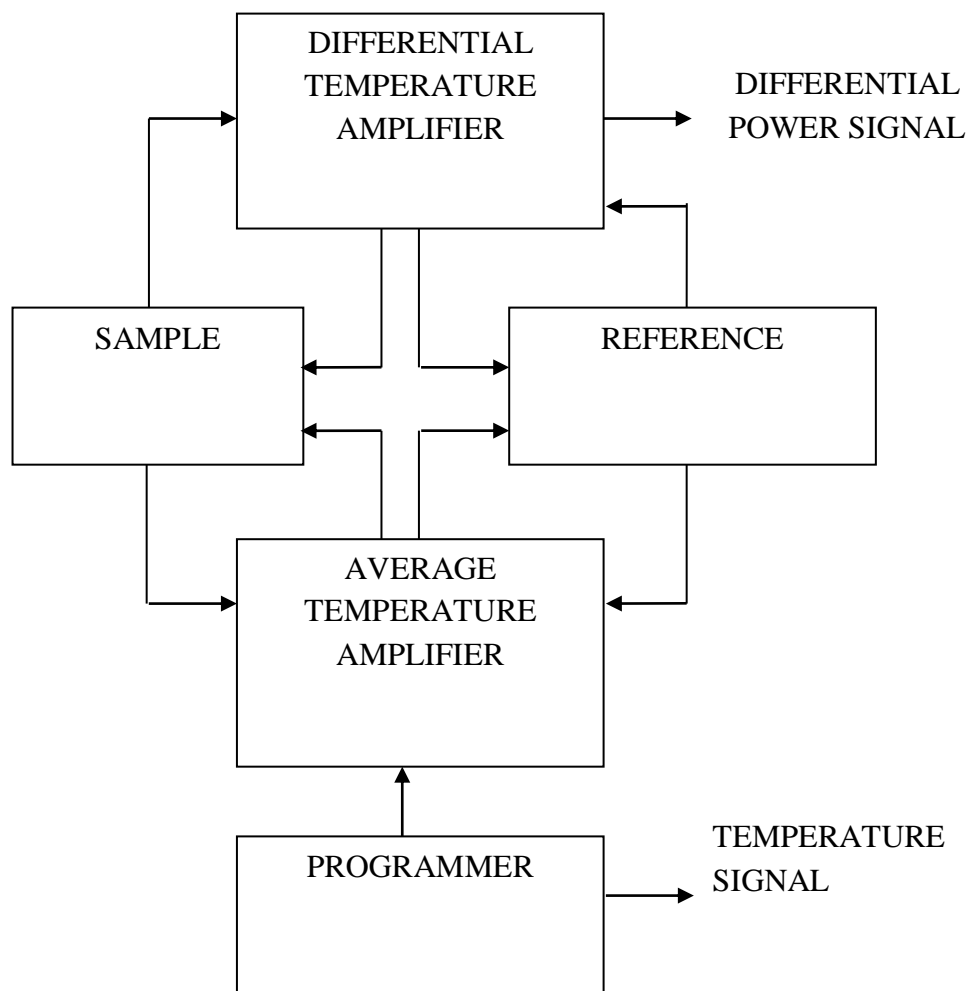 DIFFERENTIAL
TEMPERATURE
AMPLIFIER
DIFFERENTIAL
POWER SIGNAL
SAMPLE
REFERENCE
AVERAGE
TEMPERATURE
AMPLIFIER
PROGRAMMER
TEMPERATURE
SIGNAL